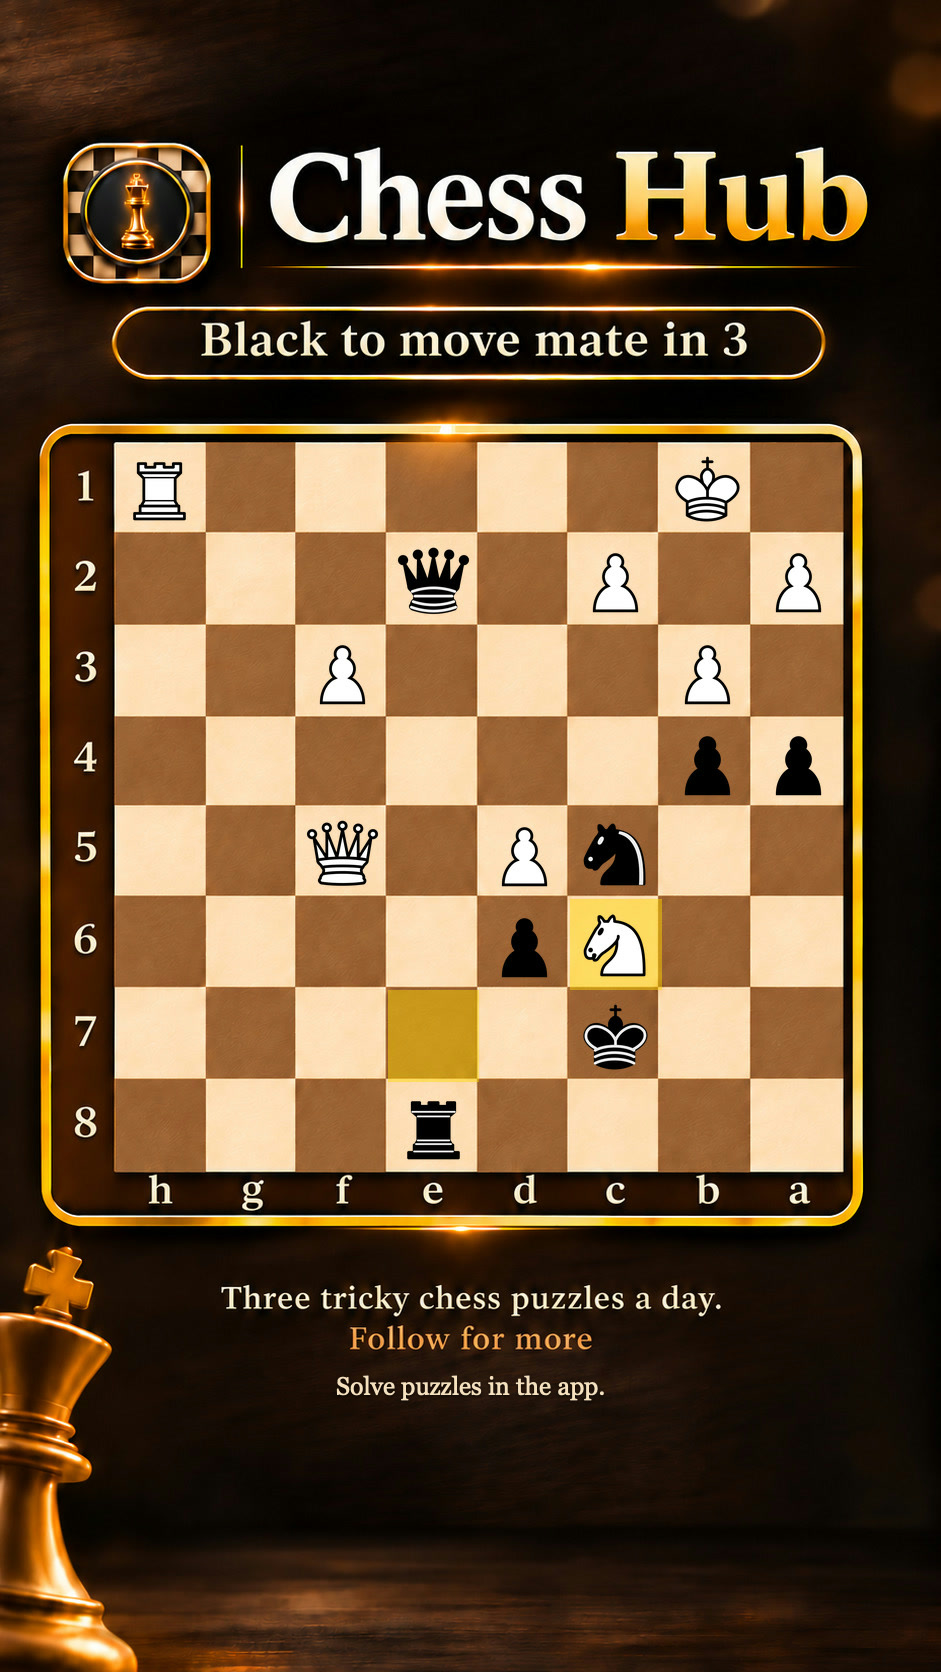 Chess Hub
Black to move mate in 3
1
2
3
4
5
6
7
8
h g f e d c b a
Three tricky chess puzzles a day.
Follow for more
Solve puzzles in the app.